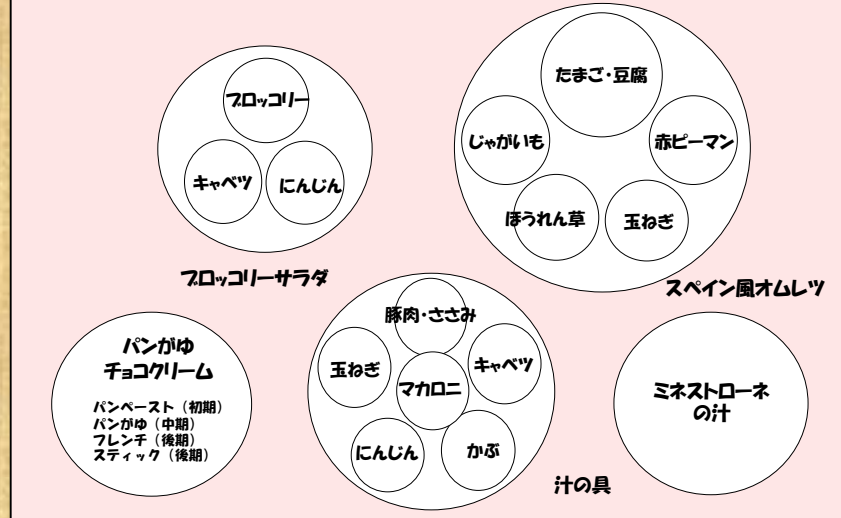 ブロッコリー
キャベツ
にんじん
ブロッコリーサラダ
たまご・豆腐
じゃがいも
赤ピーマン
ほうれん草
玉ねぎ
スペイン風オムレツ
パンがゆ
チョコクリーム
パンペースト（初期）
パンがゆ（中期）
フレンチ（後期）
スティック（後期）
豚肉・ささみ
玉ねぎ
キャベツ
マカロニ
にんじん
かぶ
汁の具
ミネストローネ
の汁